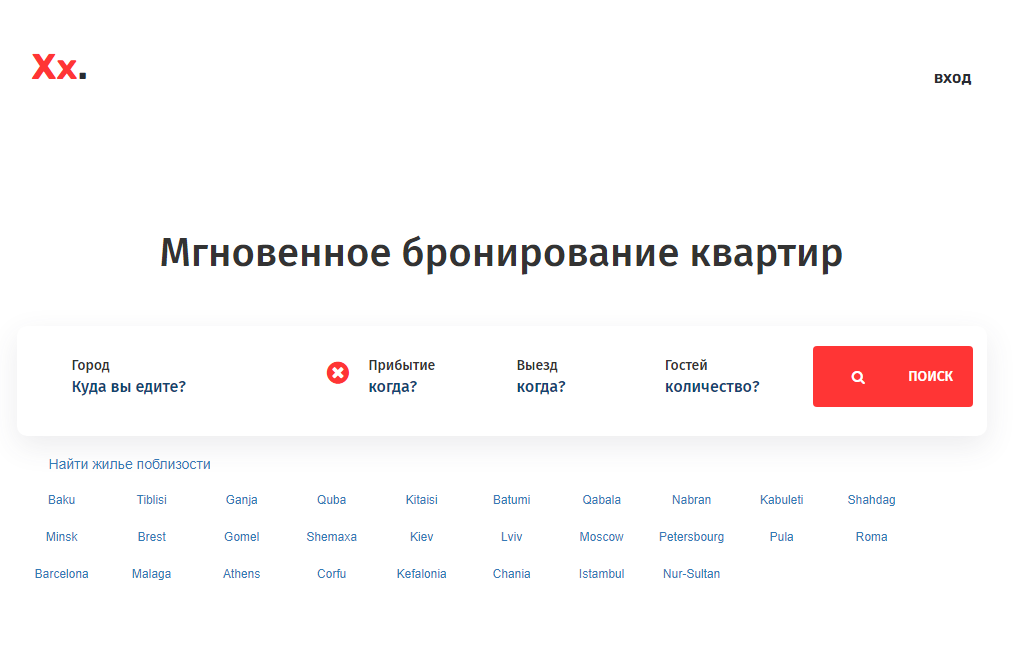 Xx.
вход
Мгновенное бронирование квартир
Город Прибытие Выезд Гостей
Куда вы едите? когда? когда? количество? ПОИСК
Найти жилье поблизости
Baku Tiblisi Ganja Quba Kitaisi Batumi Qabala Nabran Kabuleti Shahdag
Minsk Brest Gomel Shemaxa Kiev Lviv Moscow Petersbourg Pula Roma
Barcelona Malaga Athens Corfu Kefalonia Chania Istambul Nur-Sultan